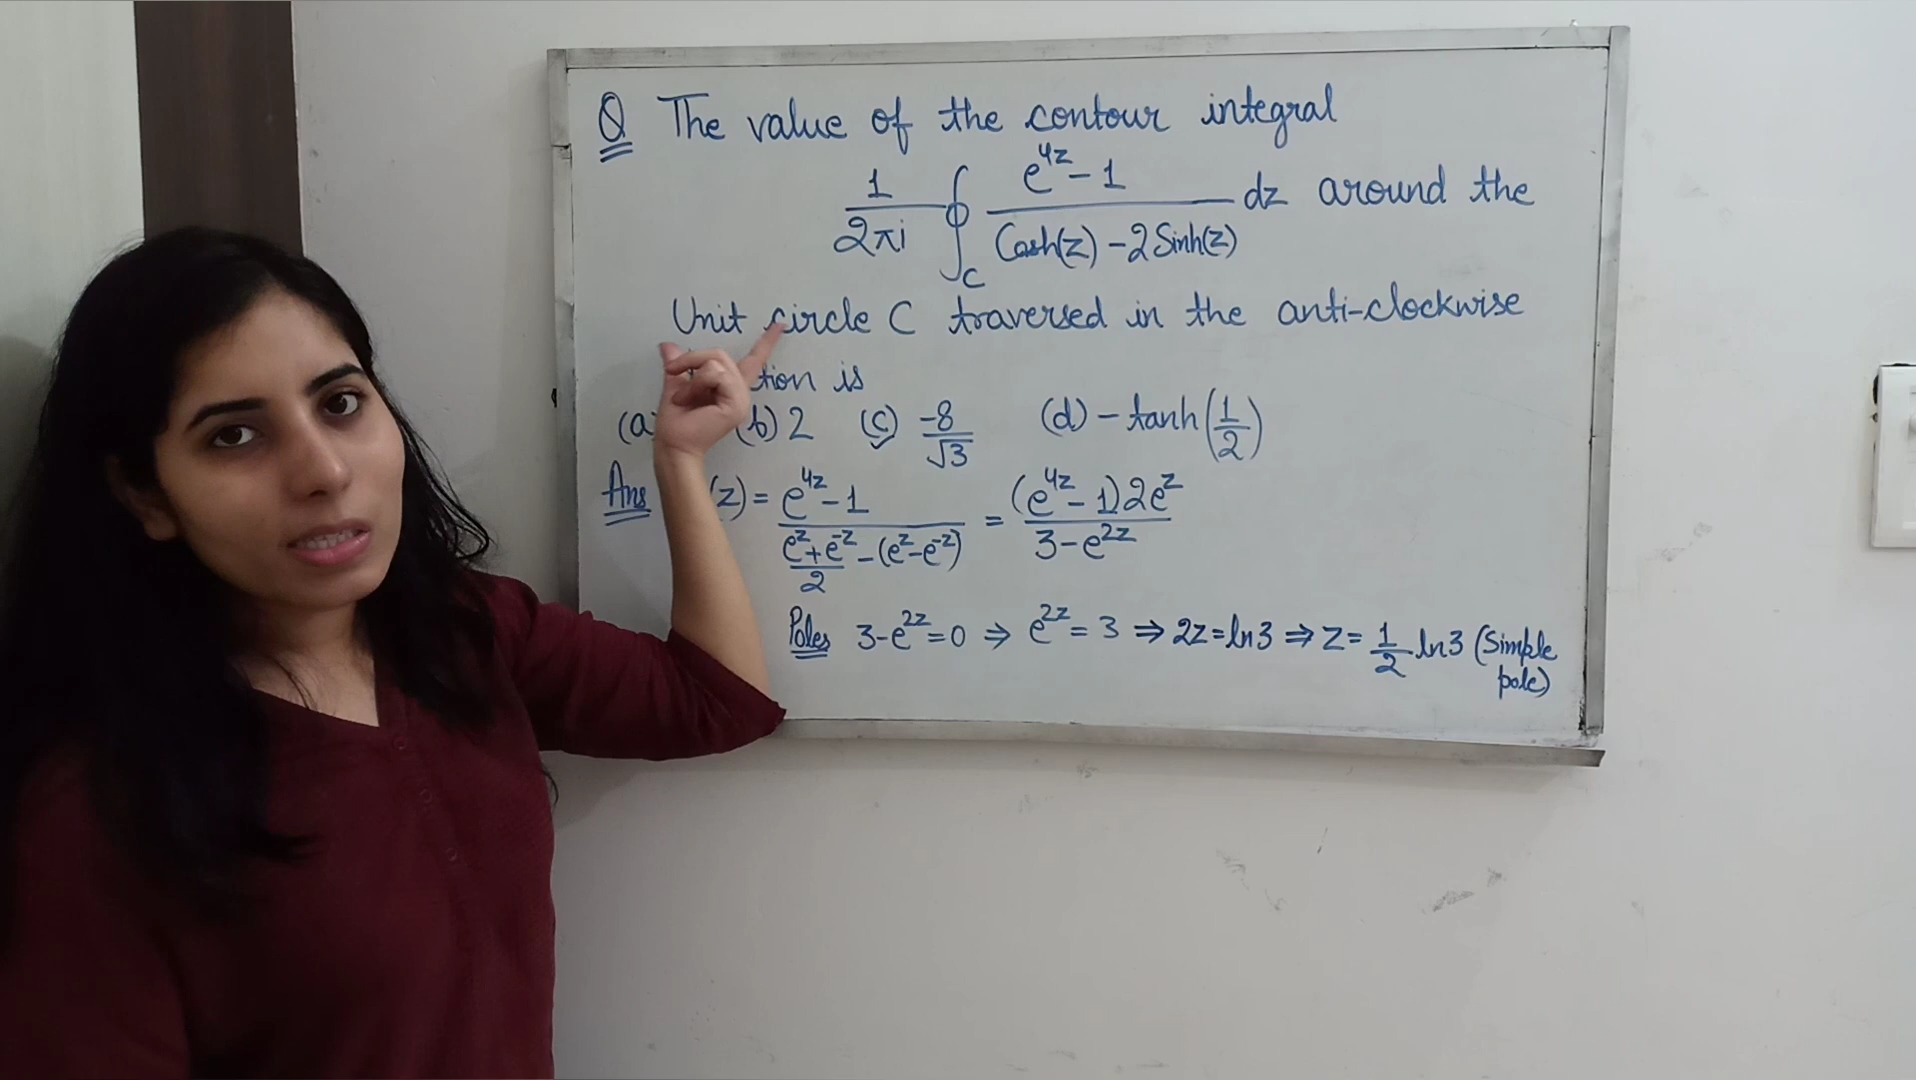 Q The value of the contour integral
1/2πi ∮_C (e^{4z} - 1)/(Cosh(z) - 2 Sinh(z)) dz around the
Unit circle C traversed in the anti-clockwise
tion is
(a (b) 2 (c) -8/√3 (d) - tanh(1/2)
Ans (z) = (e^{4z} - 1)/((e^z + e^{-z})/2 - (e^z - e^{-z})) = (e^{4z} - 1)2e^z/(3 - e^{2z})
Poles 3 - e^{2z} = 0 ⇒ e^{2z} = 3 ⇒ 2z = ln3 ⇒ z = 1/2 ln3 (Simple
pole)